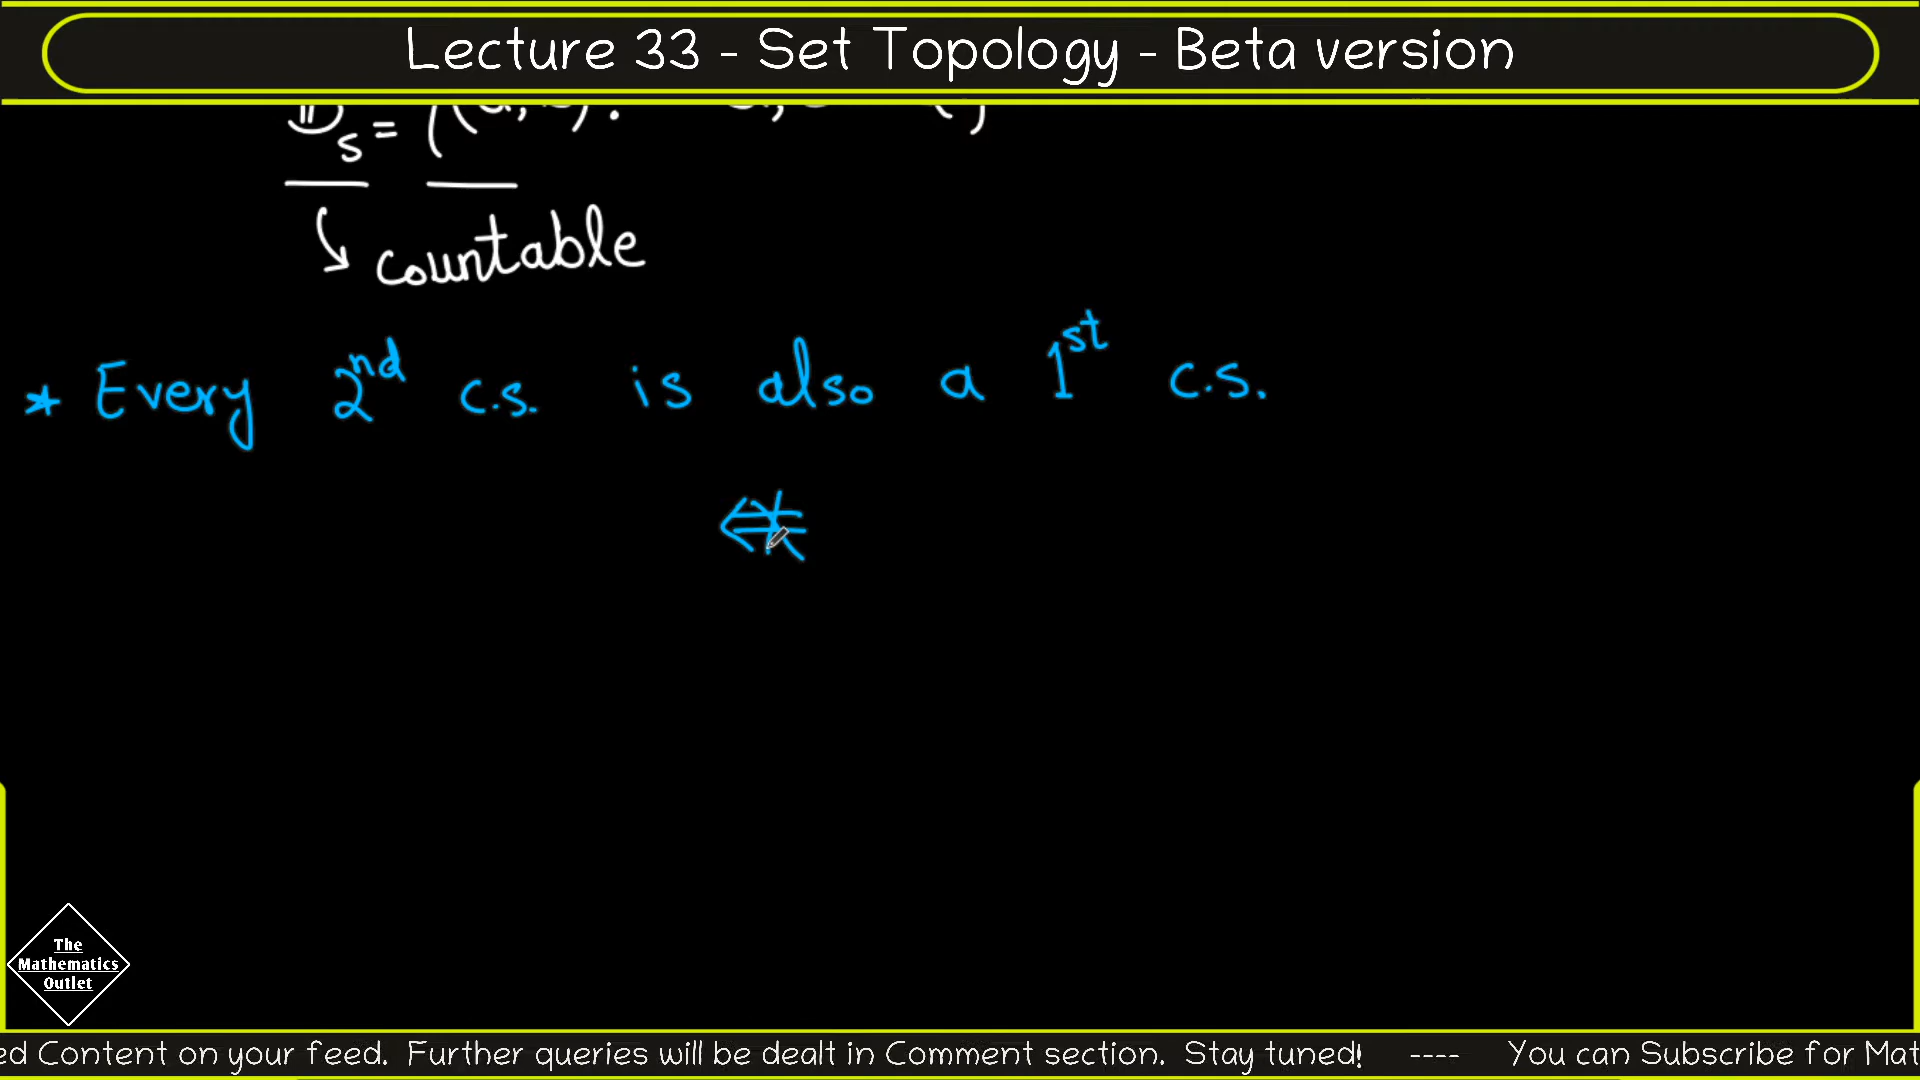 Lecture 33 - Set Topology - Beta version
countable
* Every 2nd c.s. is also a 1st c.s.
The
Mathematics
Outlet
ed Content on your feed. Further queries will be dealt in Comment section. Stay tuned! ---- You can Subscribe for Mat